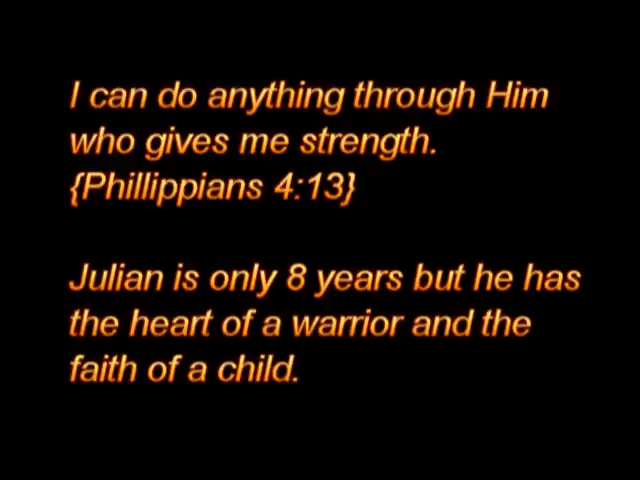 I can do anything through Him
who gives me strength.
{Phillippians 4:13}
Julian is only 8 years but he has
the heart of a warrior and the
faith of a child.